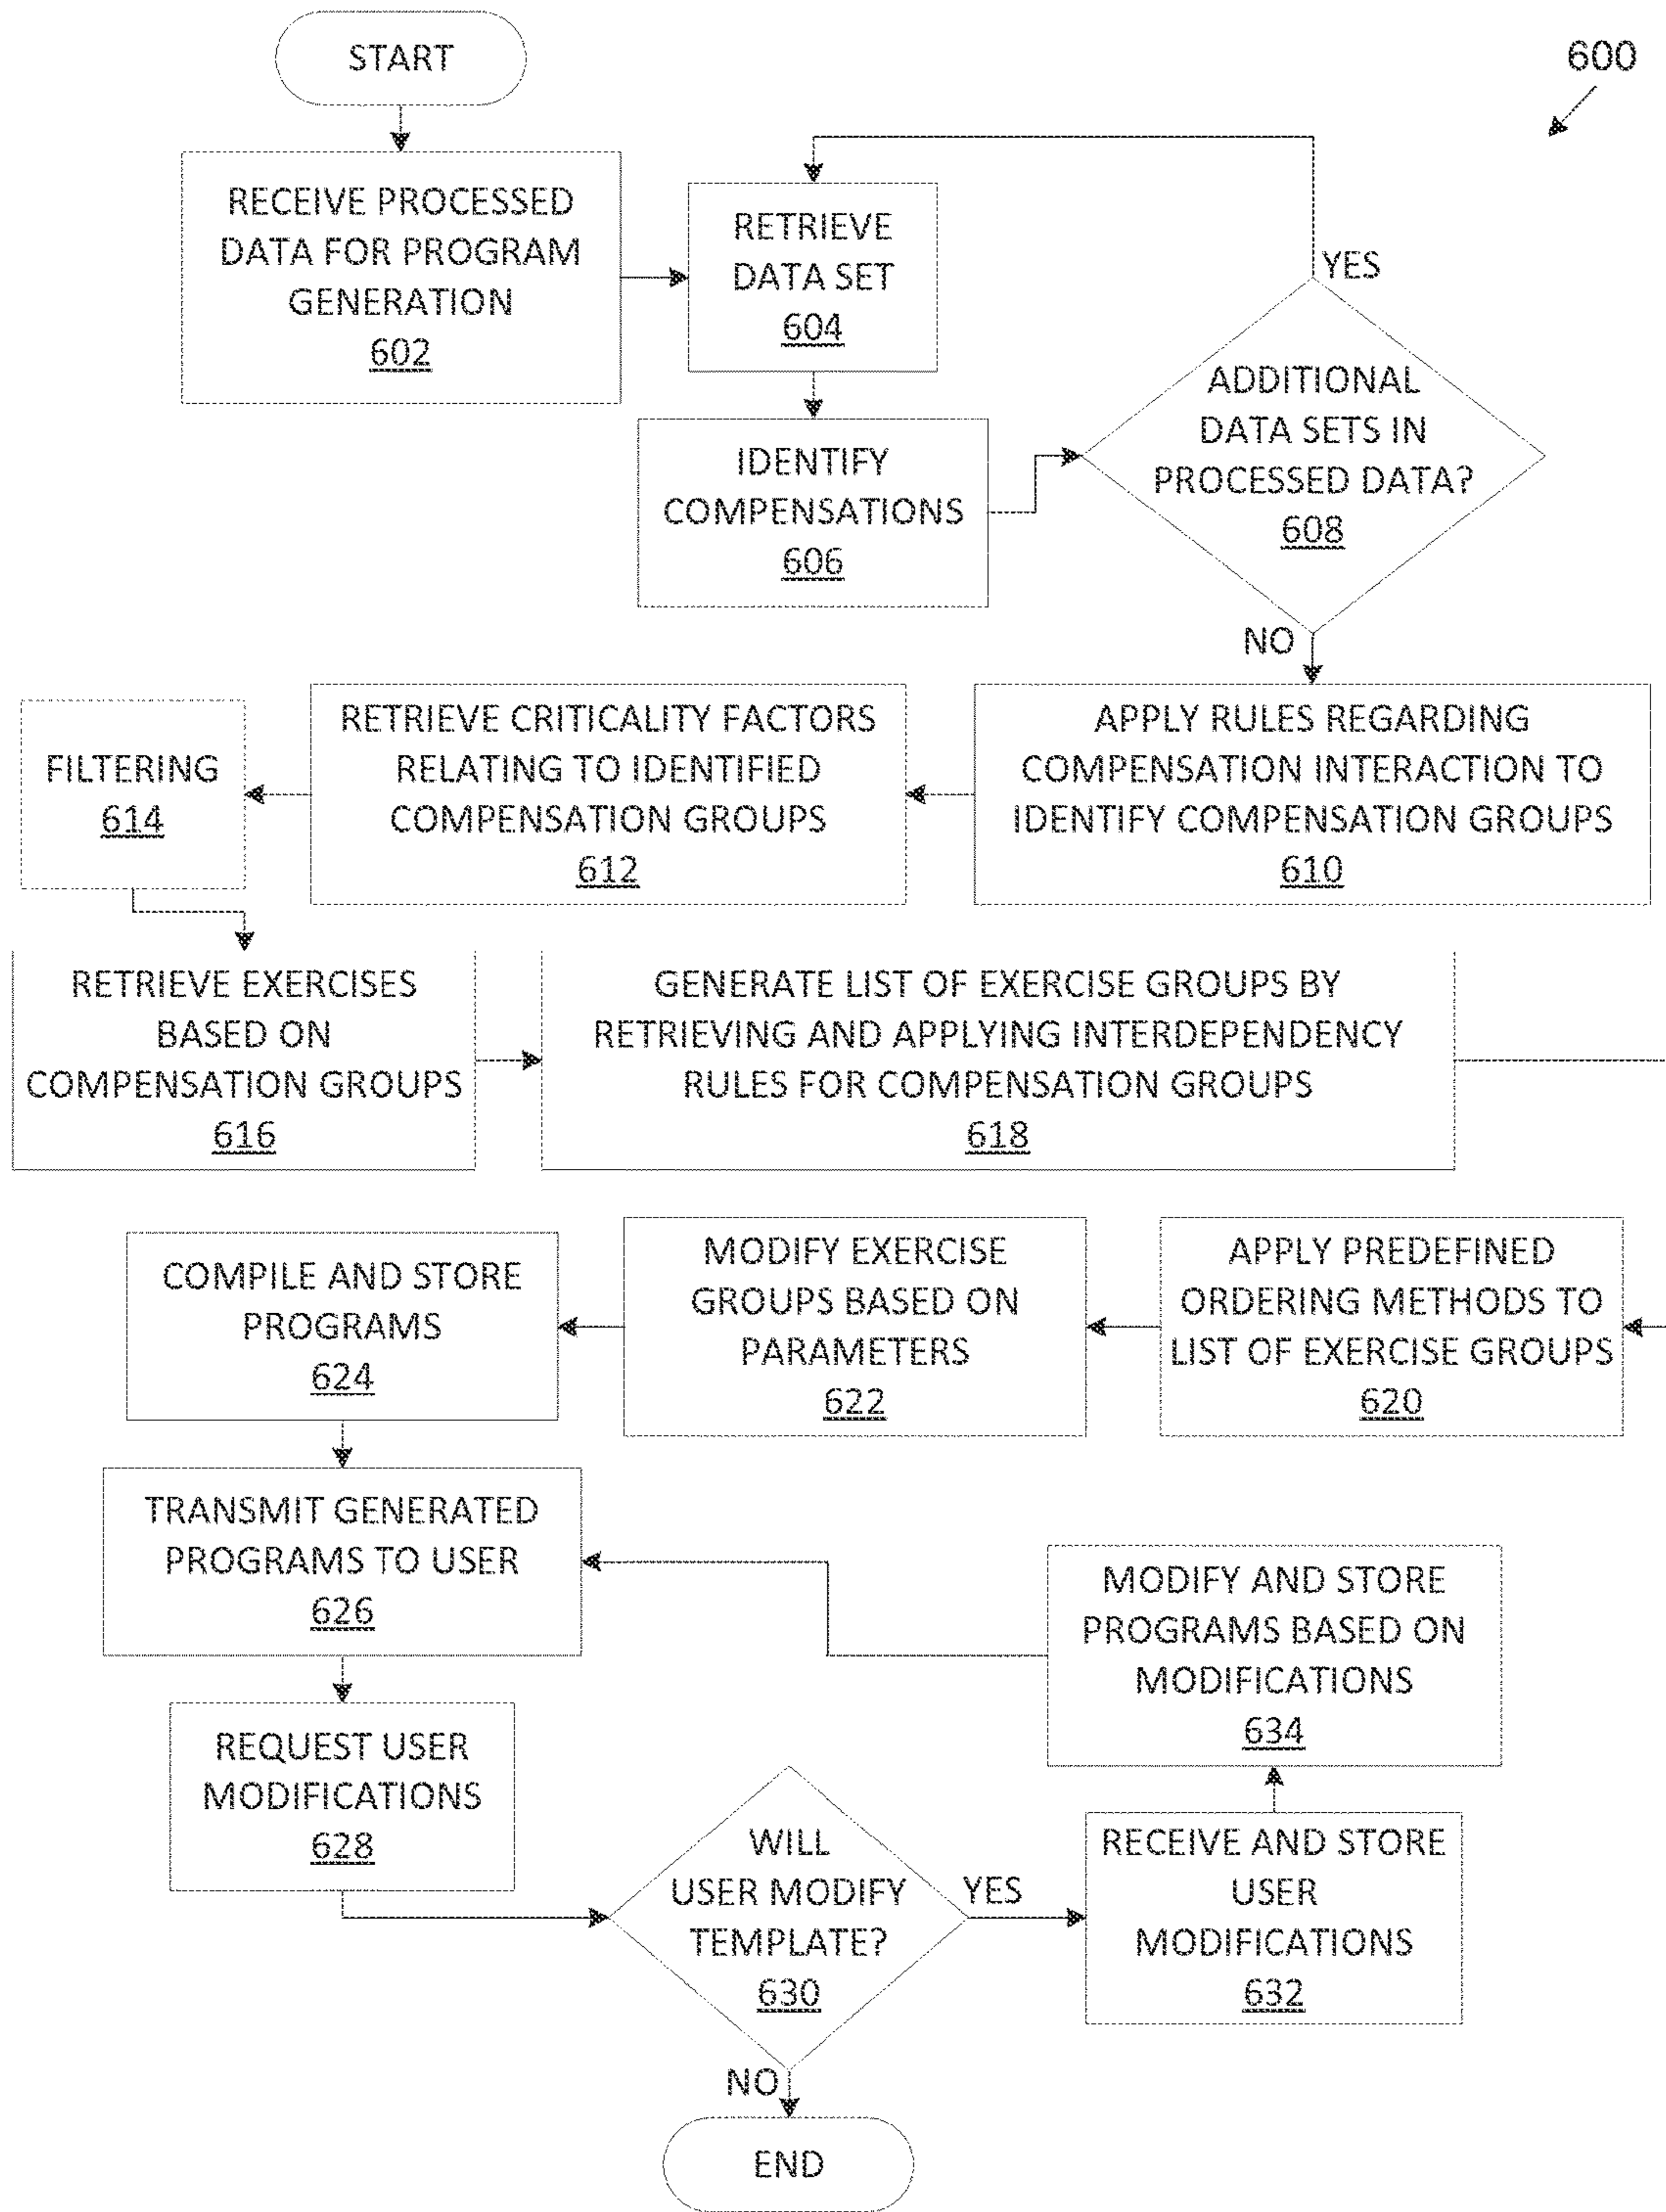 START
600
RECEIVE PROCESSED
DATA FOR PROGRAM
GENERATION
602
RETRIEVE
DATA SET
604
YES
IDENTIFY
COMPENSATIONS
606
ADDITIONAL
DATA SETS IN
PROCESSED DATA?
608
NO
APPLY RULES REGARDING
COMPENSATION INTERACTION TO
IDENTIFY COMPENSATION GROUPS
610
RETRIEVE CRITICALITY FACTORS
RELATING TO IDENTIFIED
COMPENSATION GROUPS
612
FILTERING
614
RETRIEVE EXERCISES
BASED ON
COMPENSATION GROUPS
616
GENERATE LIST OF EXERCISE GROUPS BY
RETRIEVING AND APPLYING INTERDEPENDENCY
RULES FOR COMPENSATION GROUPS
618
APPLY PREDEFINED
ORDERING METHODS TO
LIST OF EXERCISE GROUPS
620
MODIFY EXERCISE
GROUPS BASED ON
PARAMETERS
622
COMPILE AND STORE
PROGRAMS
624
TRANSMIT GENERATED
PROGRAMS TO USER
626
REQUEST USER
MODIFICATIONS
628
WILL
USER MODIFY
TEMPLATE?
630
YES
RECEIVE AND STORE
USER
MODIFICATIONS
632
MODIFY AND STORE
PROGRAMS BASED ON
MODIFICATIONS
634
NO
END